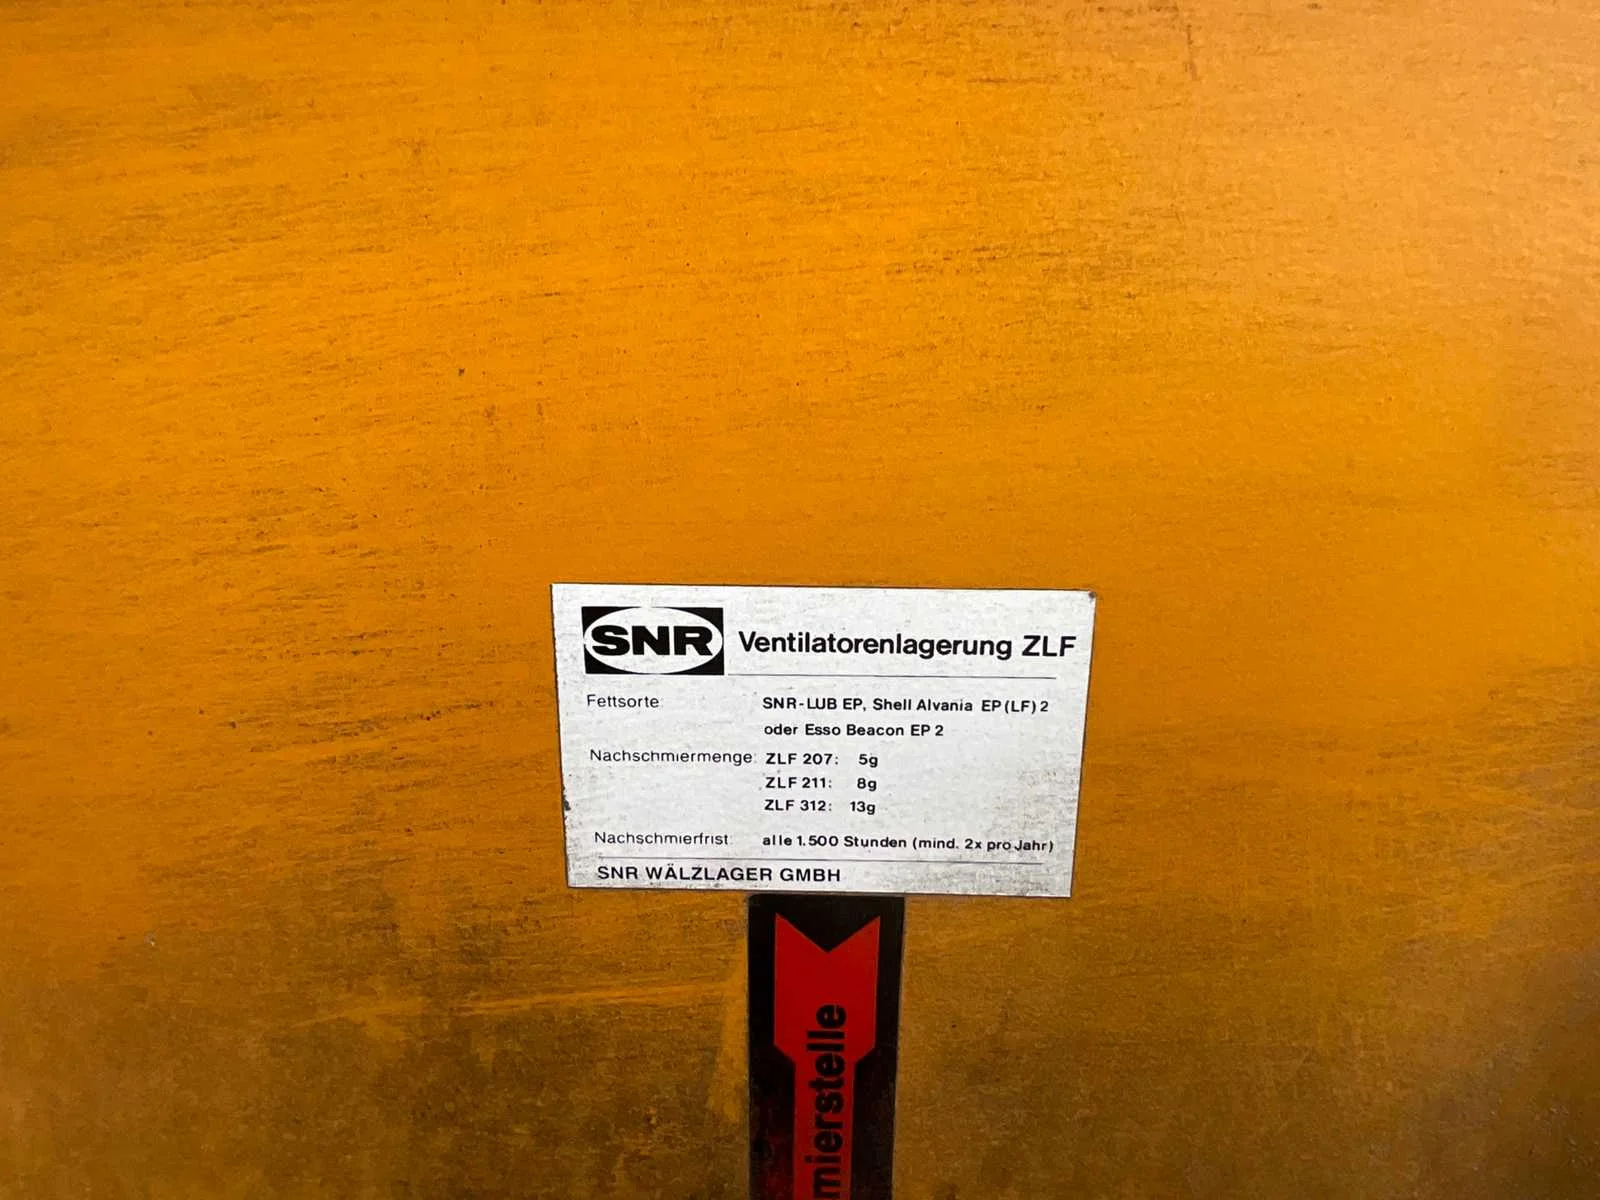 SNR Ventilatorenlagerung ZLF
Fettsorte: SNR-LUB EP, Shell Alvania EP (LF) 2
oder Esso Beacon EP 2
Nachschmiermenge: ZLF 207: 5g
ZLF 211: 8g
ZLF 312: 13g
Nachschmierfrist: alle 1.500 Stunden (mind. 2x pro Jahr)
SNR WÄLZLAGER GMBH
mierstelle